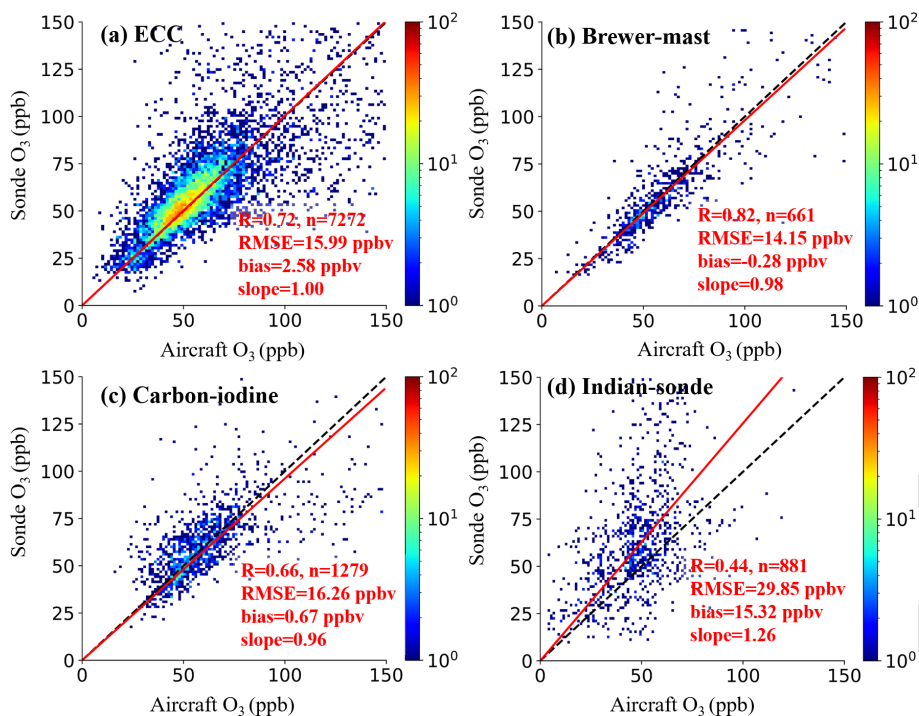 (a) ECC
Sonde O3 (ppb)
150
125
100
75
50
25
0
R=0.72, n=7272
RMSE=15.99 ppbv
bias=2.58 ppbv
slope=1.00
0 50 100 150
Aircraft O3 (ppb)
10^2
10^1
10^0
(b) Brewer-mast
Sonde O3 (ppb)
150
125
100
75
50
25
0
R=0.82, n=661
RMSE=14.15 ppbv
bias=-0.28 ppbv
slope=0.98
0 50 100 150
Aircraft O3 (ppb)
10^2
10^1
10^0
(c) Carbon-iodine
Sonde O3 (ppb)
150
125
100
75
50
25
0
R=0.66, n=1279
RMSE=16.26 ppbv
bias=0.67 ppbv
slope=0.96
0 50 100 150
Aircraft O3 (ppb)
10^2
10^1
10^0
(d) Indian-sonde
Sonde O3 (ppb)
150
125
100
75
50
25
0
R=0.44, n=881
RMSE=29.85 ppbv
bias=15.32 ppbv
slope=1.26
0 50 100 150
Aircraft O3 (ppb)
10^2
10^1
10^0